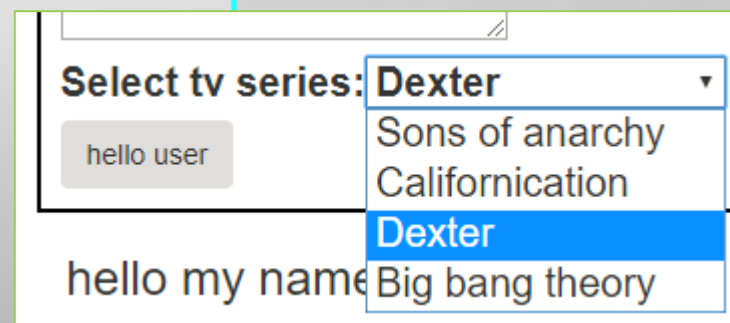 Select tv series: Dexter
Sons of anarchy
hello user
Californication
Dexter
hello my name
Big bang theory